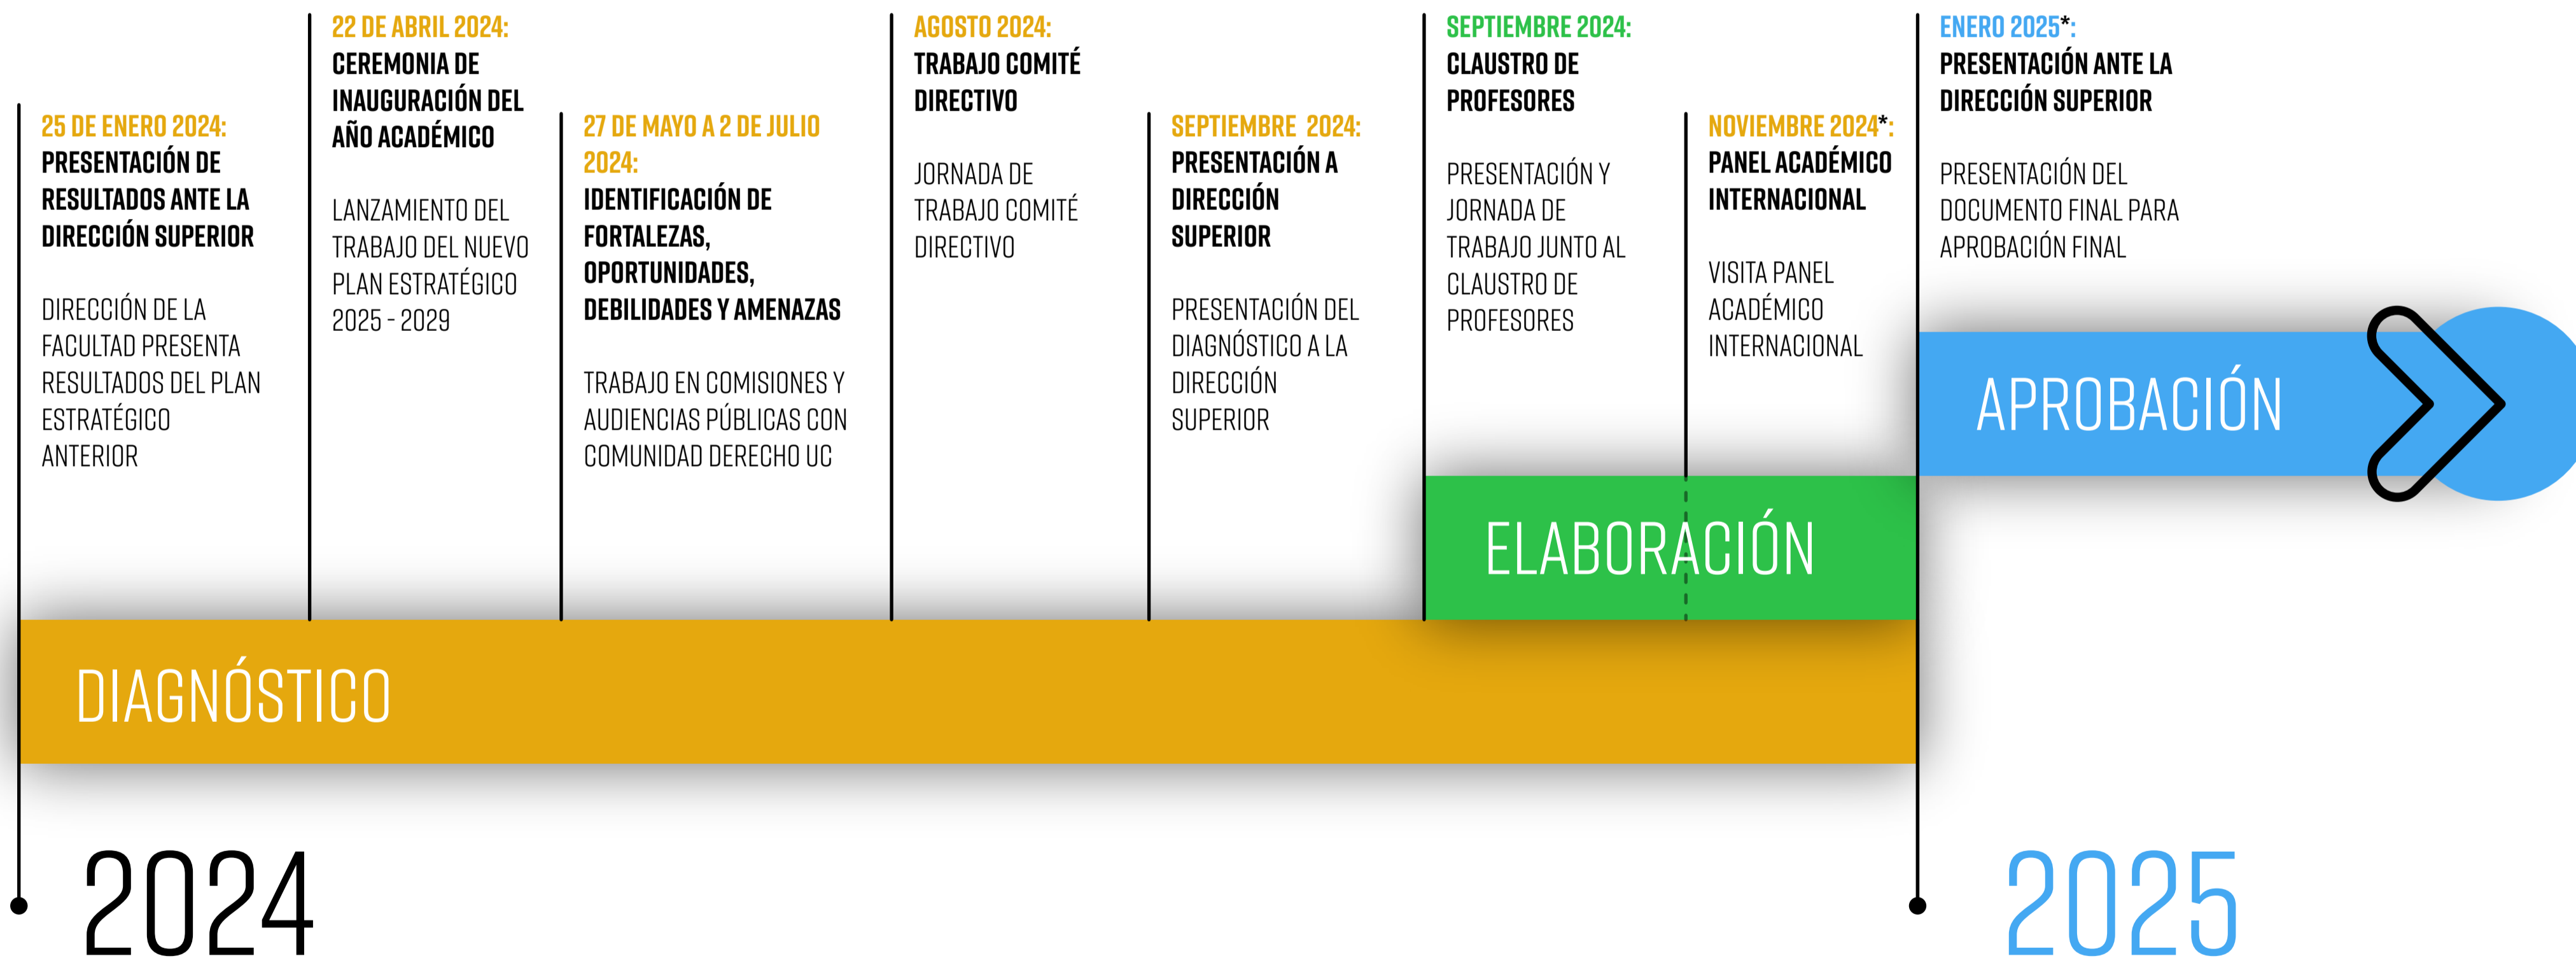 25 DE ENERO 2024:
PRESENTACIÓN DE
RESULTADOS ANTE LA
DIRECCIÓN SUPERIOR
DIRECCIÓN DE LA
FACULTAD PRESENTA
RESULTADOS DEL PLAN
ESTRATÉGICO
ANTERIOR
22 DE ABRIL 2024:
CEREMONIA DE
INAUGURACIÓN DEL
AÑO ACADÉMICO
LANZAMIENTO DEL
TRABAJO DEL NUEVO
PLAN ESTRATÉGICO
2025 - 2029
27 DE MAYO A 2 DE JULIO
2024:
IDENTIFICACIÓN DE
FORTALEZAS,
OPORTUNIDADES,
DEBILIDADES Y AMENAZAS
TRABAJO EN COMISIONES Y
AUDIENCIAS PÚBLICAS CON
COMUNIDAD DERECHO UC
AGOSTO 2024:
TRABAJO COMITÉ
DIRECTIVO
JORNADA DE
TRABAJO COMITÉ
DIRECTIVO
SEPTIEMBRE 2024:
PRESENTACIÓN A
DIRECCIÓN
SUPERIOR
PRESENTACIÓN DEL
DIAGNÓSTICO A LA
DIRECCIÓN
SUPERIOR
SEPTIEMBRE 2024:
CLAUSTRO DE
PROFESORES
PRESENTACIÓN Y
JORNADA DE
TRABAJO JUNTO AL
CLAUSTRO DE
PROFESORES
NOVIEMBRE 2024*:
PANEL ACADÉMICO
INTERNACIONAL
VISITA PANEL
ACADÉMICO
INTERNACIONAL
ENERO 2025*:
PRESENTACIÓN ANTE LA
DIRECCIÓN SUPERIOR
PRESENTACIÓN DEL
DOCUMENTO FINAL PARA
APROBACIÓN FINAL
APROBACIÓN
ELABORACIÓN
DIAGNÓSTICO
2024
2025